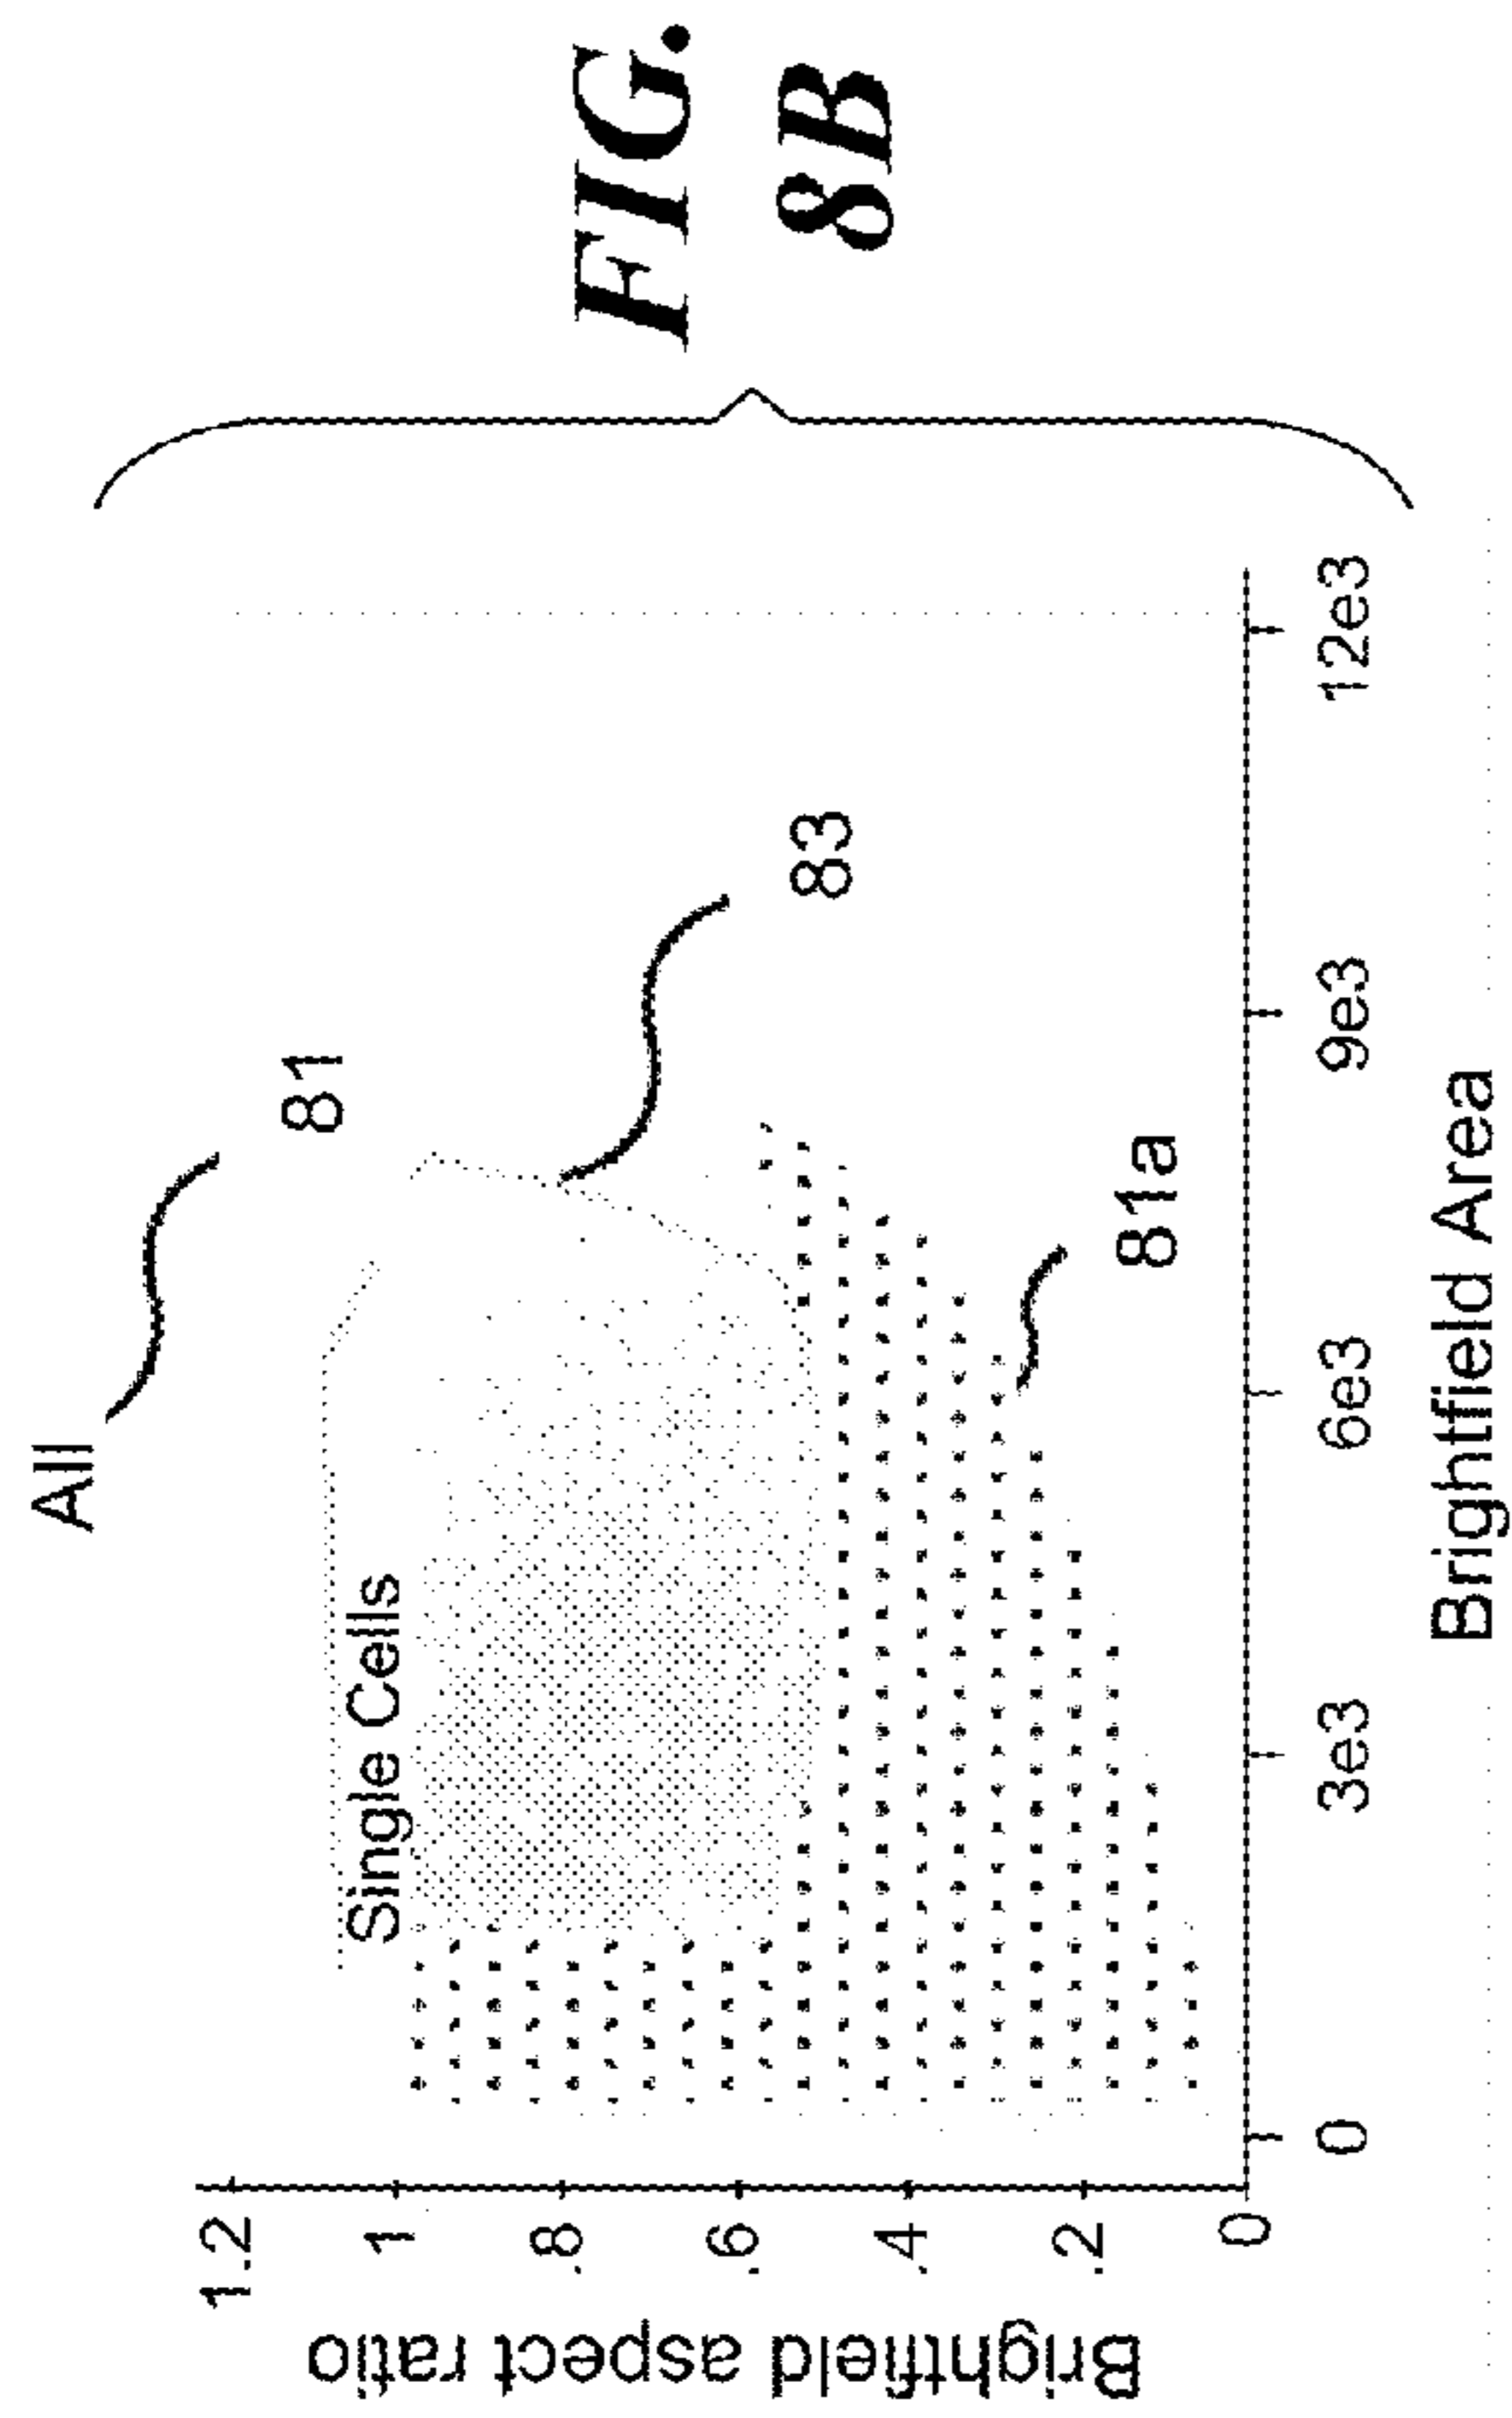 All
81
Single Cells
83
81a
Brightfield aspect ratio
1.2
1
.8
.6
.4
.2
0
0
3e3
6e3
9e3
12e3
Brightfield Area
FIG.
8B